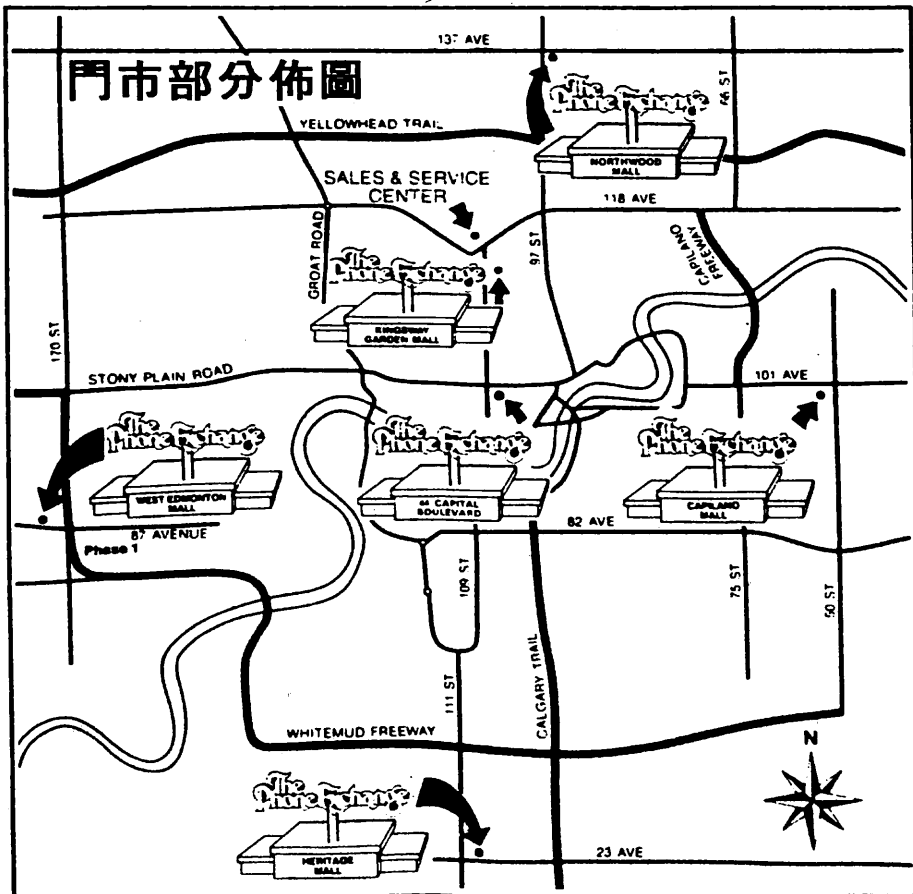 137 AVE
門市部分佈圖
66 ST
The
Phone Exchange
YELLOWHEAD TRAIL
NORTHWOOD
MALL
SALES & SERVICE
CENTER
118 AVE
GROAT ROAD
97 ST
CAPILANO
FREEWAY
The
Phone Exchange
KINGSWAY
GARDEN MALL
170 ST
STONY PLAIN ROAD
101 AVE
The
Phone Exchange
WEST EDMONTON
MALL
The
Phone Exchange
44 CAPITAL
BOULEVARD
The
Phone Exchange
CAPILANO
MALL
87 AVENUE
Phase 1
82 AVE
109 ST
75 ST
50 ST
111 ST
CALGARY TRAIL
WHITEMUD FREEWAY
N
The
Phone Exchange
HERITAGE
MALL
23 AVE